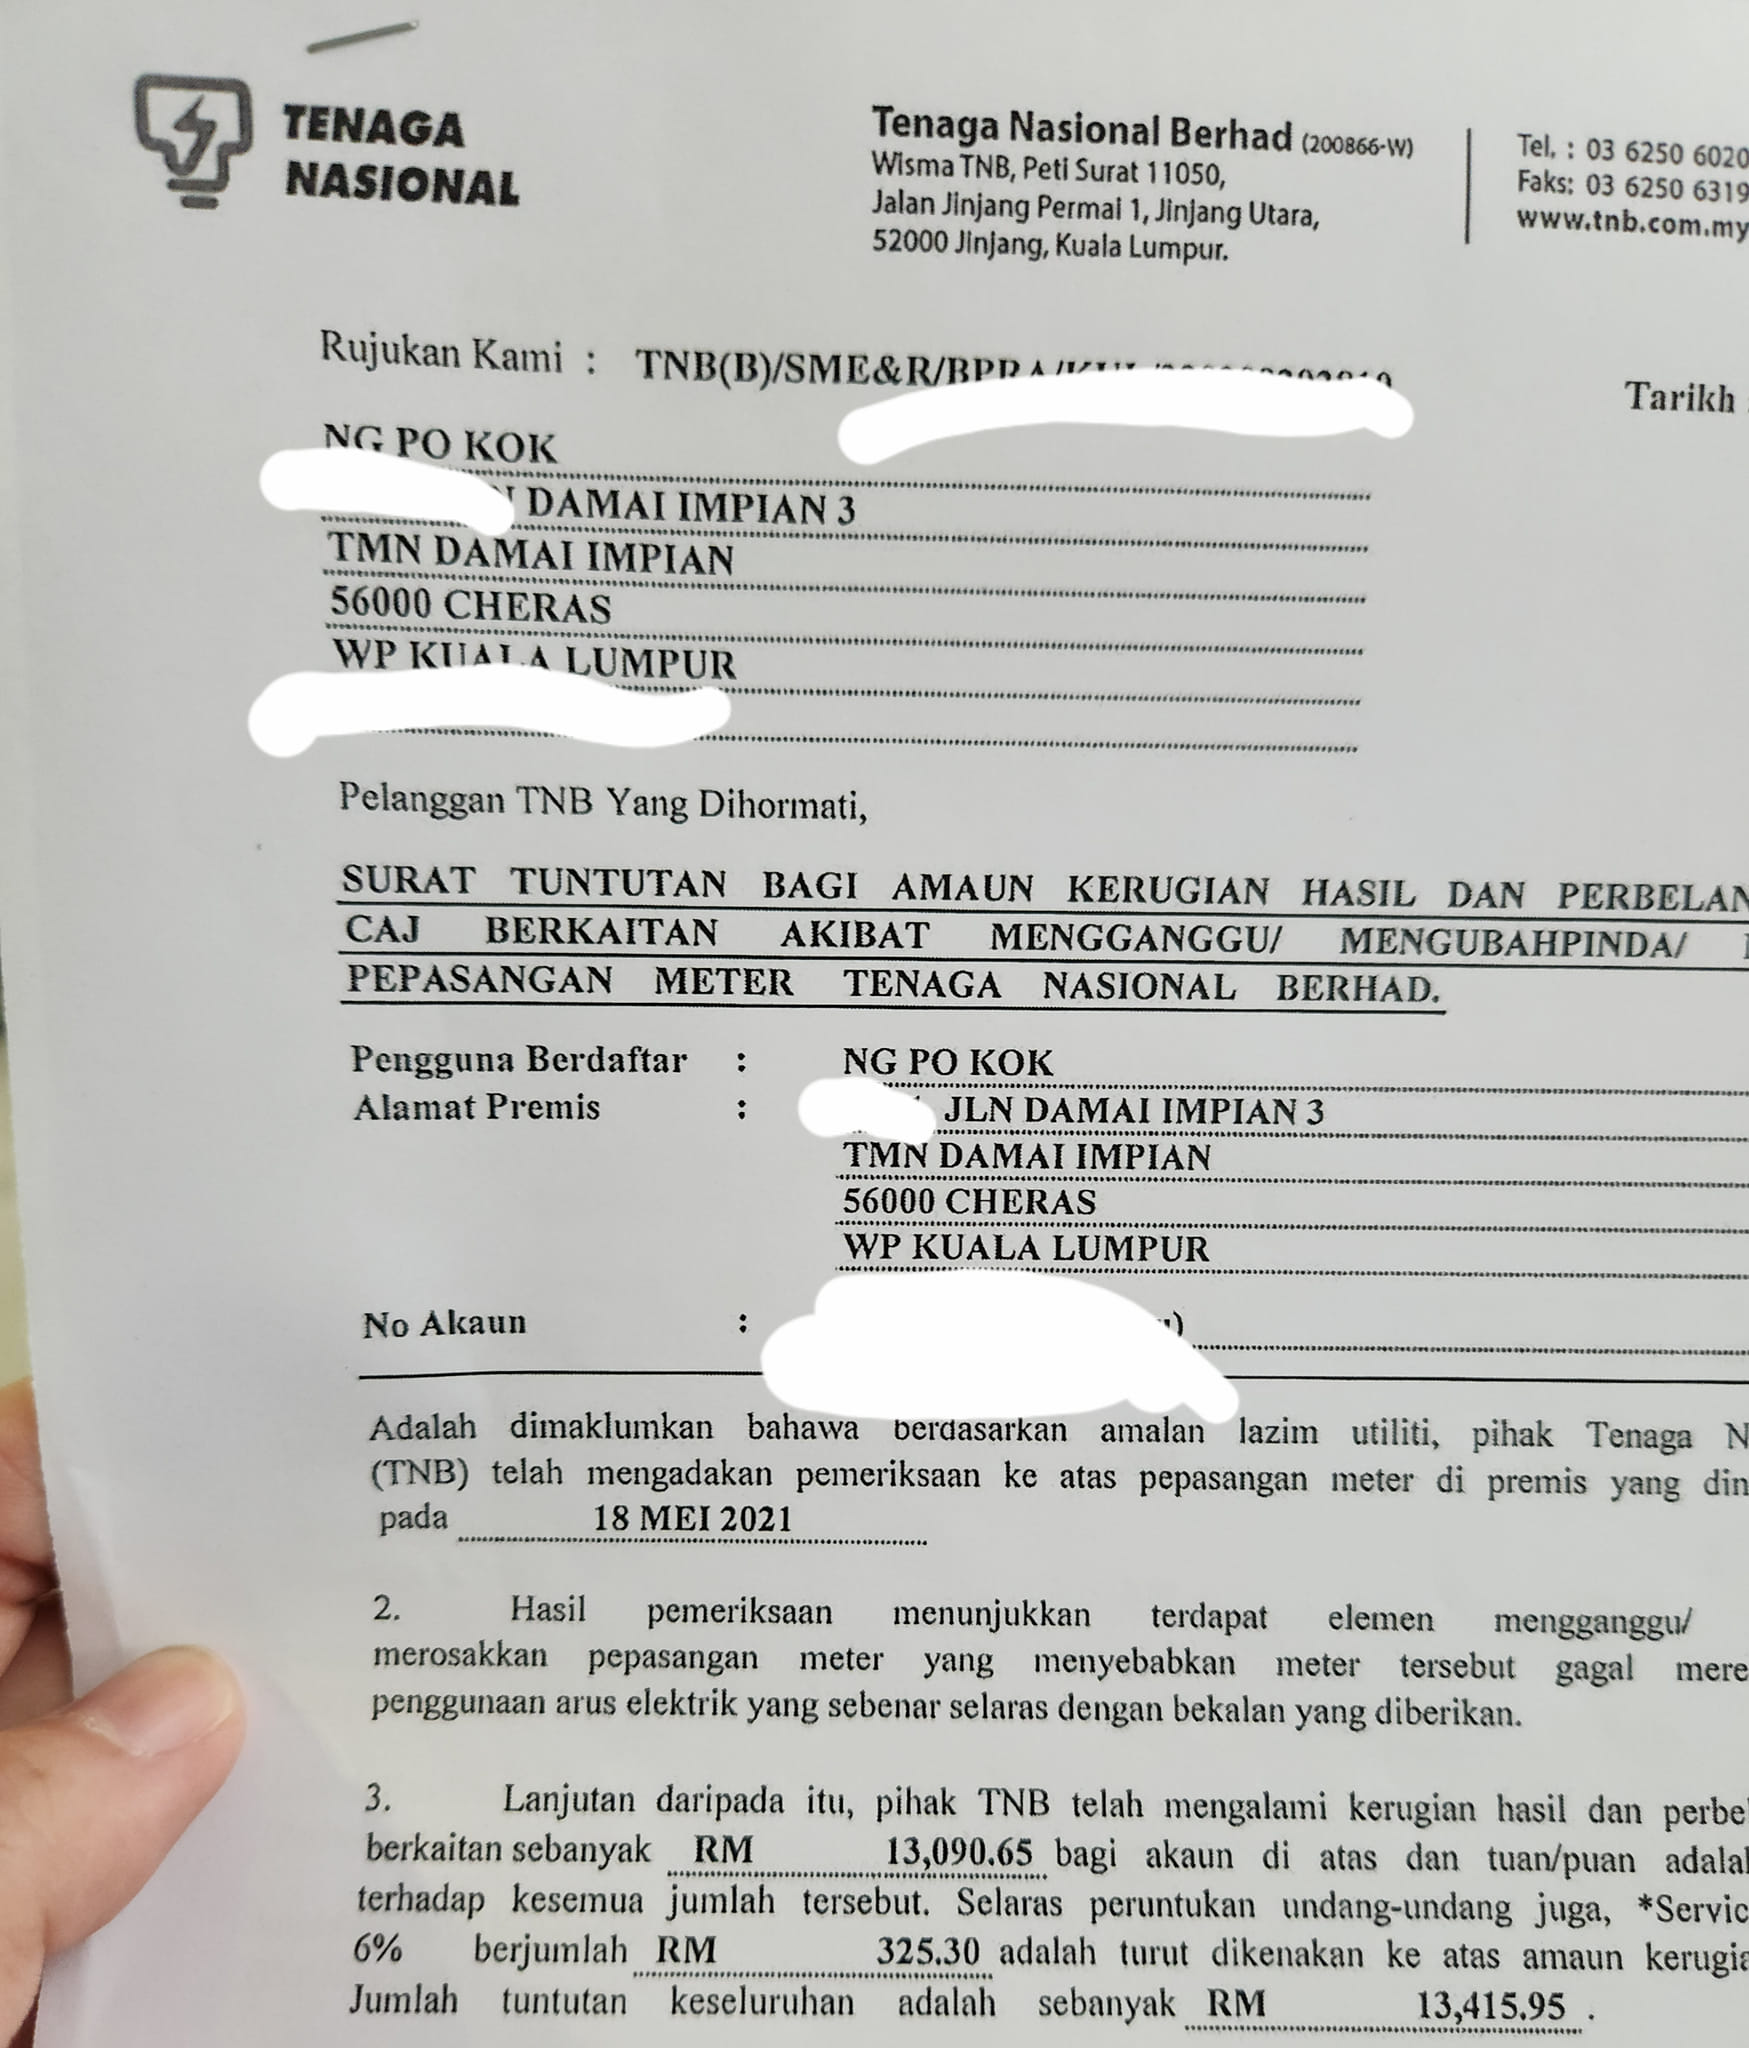 TENAGA
NASIONAL
Tenaga Nasional Berhad (200866-W)
Wisma TNB, Peti Surat 11050,
Jalan Jinjang Permai 1, Jinjang Utara,
52000 Jinjang, Kuala Lumpur.
Tel. : 03 6250 6020
Faks: 03 6250 6319
www.tnb.com.my
Rujukan Kami : TNB(B)/SME&R/BPRA/
Tarikh :
NG PO KOK
DAMAI IMPIAN 3
TMN DAMAI IMPIAN
56000 CHERAS
WP KUALA LUMPUR
Pelanggan TNB Yang Dihormati,
SURAT TUNTUTAN BAGI AMAUN KERUGIAN HASIL DAN PERBELAN
CAJ BERKAITAN AKIBAT MENGGANGGU/ MENGUBAHPINDA/
PEPASANGAN METER TENAGA NASIONAL BERHAD.
Pengguna Berdaftar : NG PO KOK
Alamat Premis : JLN DAMAI IMPIAN 3
TMN DAMAI IMPIAN
56000 CHERAS
WP KUALA LUMPUR
No Akaun :
Adalah dimaklumkan bahawa berdasarkan amalan lazim utiliti, pihak Tenaga N
(TNB) telah mengadakan pemeriksaan ke atas pepasangan meter di premis yang din
pada 18 MEI 2021
2. Hasil pemeriksaan menunjukkan terdapat elemen mengganggu/
merosakkan pepasangan meter yang menyebabkan meter tersebut gagal mere
penggunaan arus elektrik yang sebenar selaras dengan bekalan yang diberikan.
3. Lanjutan daripada itu, pihak TNB telah mengalami kerugian hasil dan perbe
berkaitan sebanyak RM 13,090.65 bagi akaun di atas dan tuan/puan adala
terhadap kesemua jumlah tersebut. Selaras peruntukan undang-undang juga, *Servic
6% berjumlah RM 325.30 adalah turut dikenakan ke atas amaun kerugia
Jumlah tuntutan keseluruhan adalah sebanyak RM 13,415.95 .